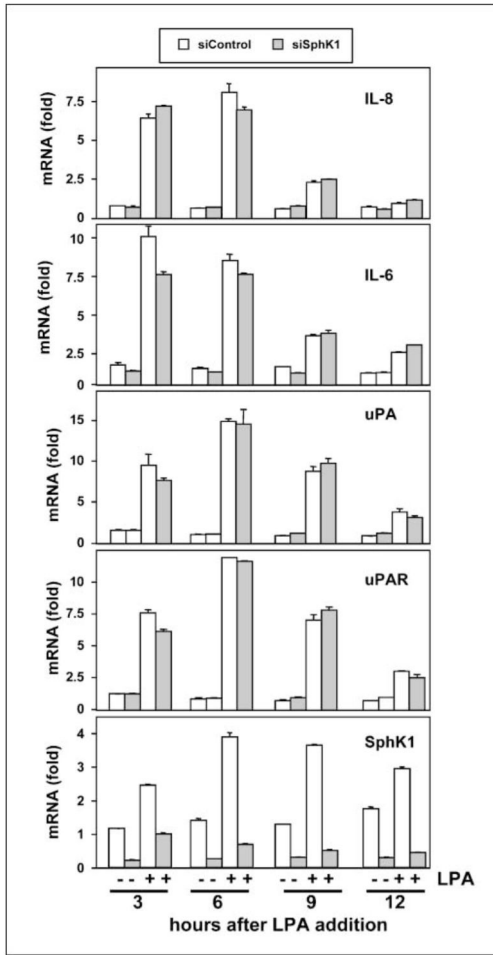 siControl siSphK1
IL-8
mRNA (fold)
7.5
5
2.5
0
IL-6
mRNA (fold)
10
7.5
5
2.5
0
uPA
mRNA (fold)
15
10
5
0
uPAR
mRNA (fold)
10
7.5
5
2.5
0
SphK1
mRNA (fold)
4
3
2
1
0
- - + + - - + + - - + + - - + + LPA
3 6 9 12
hours after LPA addition